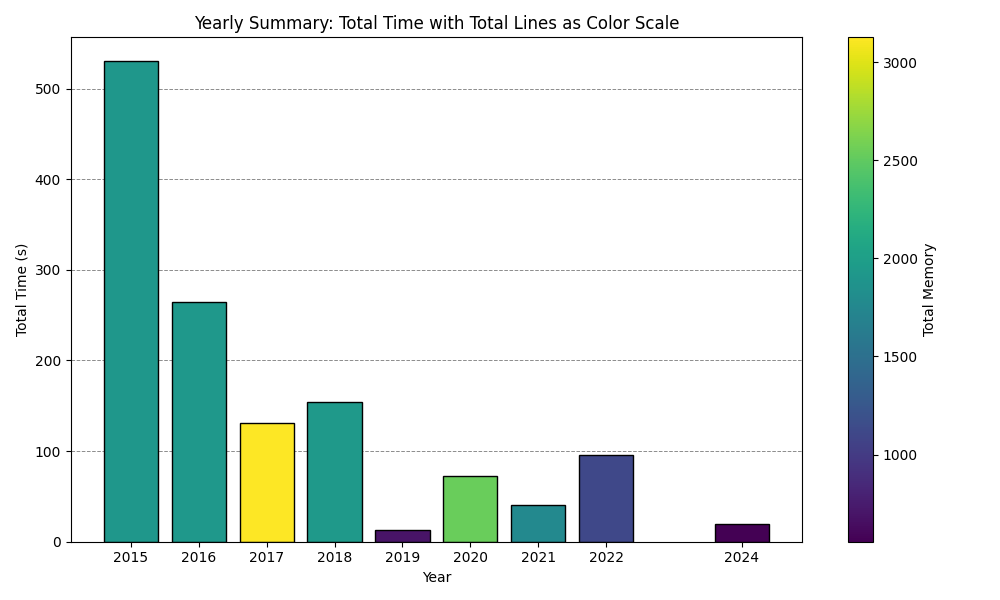 Yearly Summary: Total Time with Total Lines as Color Scale
Total Time (s)
500
400
300
200
100
0
2015 2016 2017 2018 2019 2020 2021 2022 2024
Year
3000
2500
2000
1500
1000
Total Memory